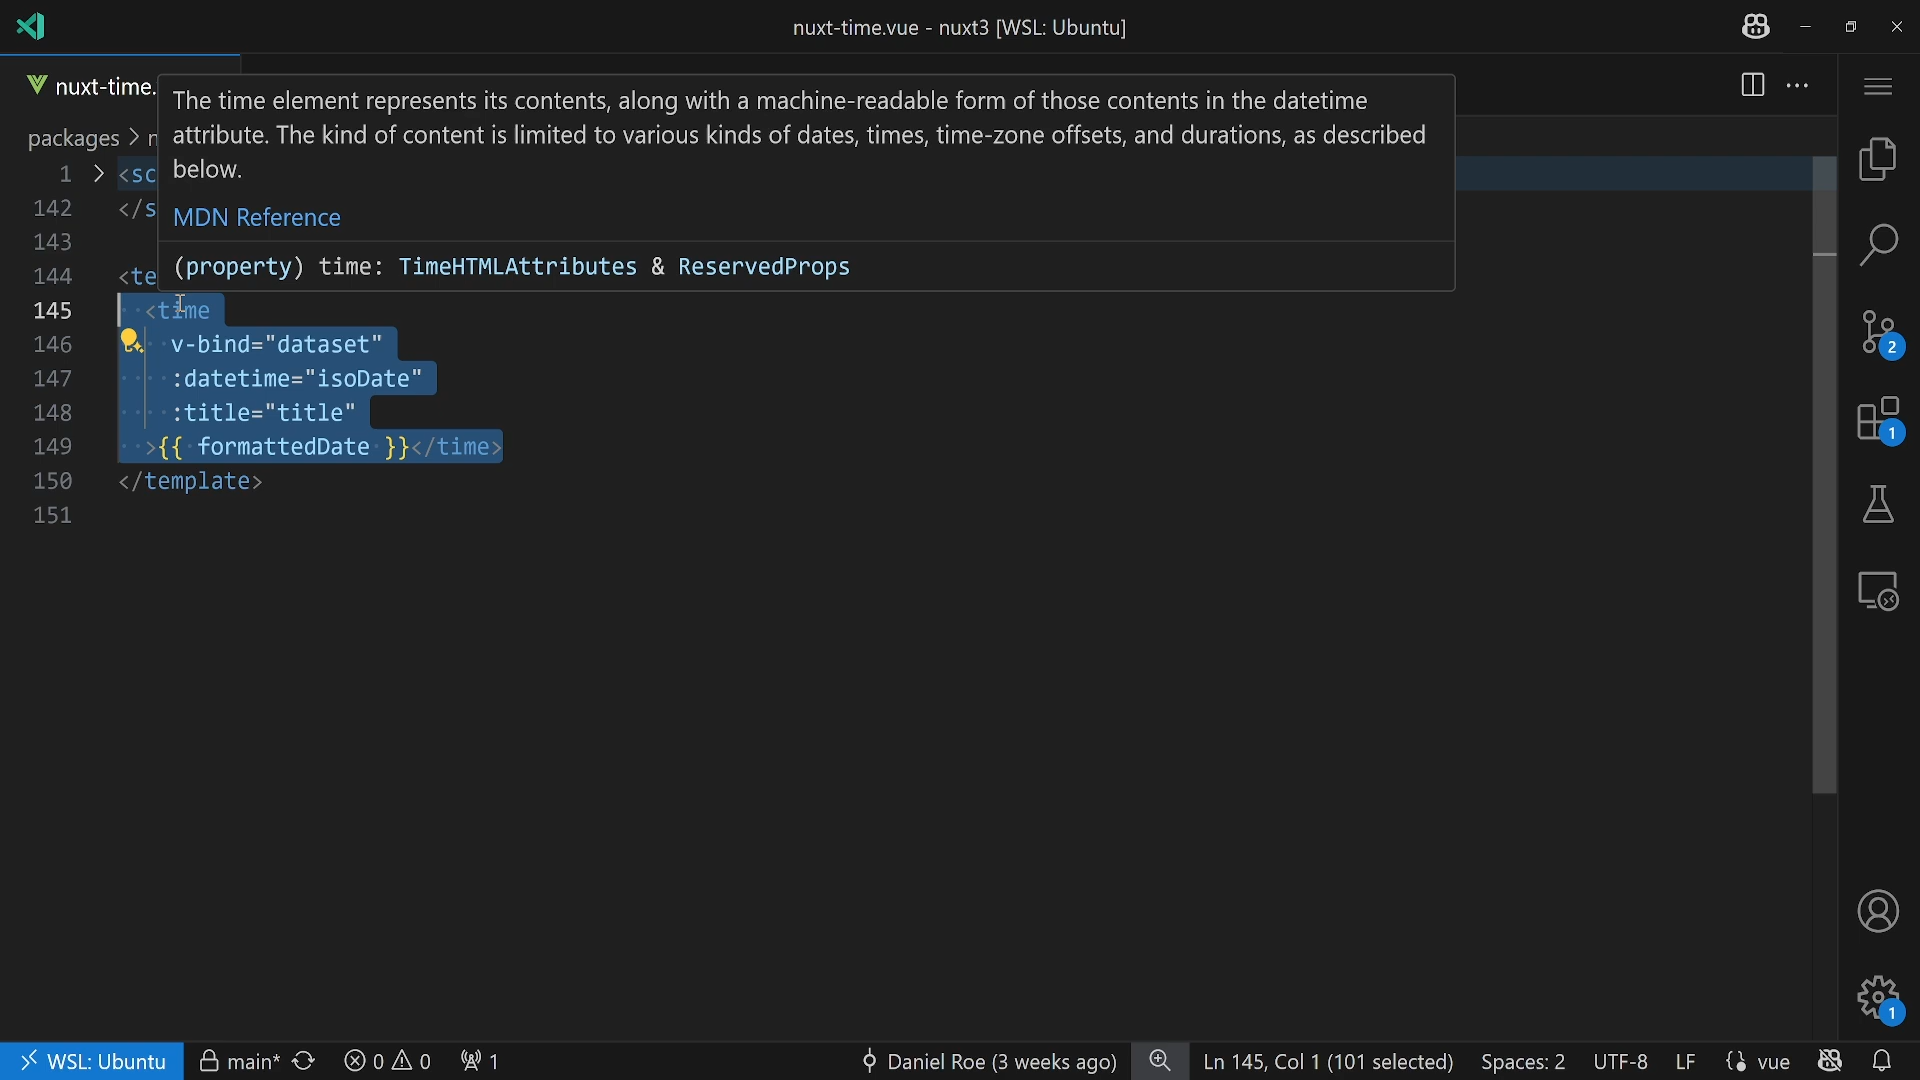 nuxt-time.vue - nuxt3 [WSL: Ubuntu]
nuxt-time.
The time element represents its contents, along with a machine-readable form of those contents in the datetime
attribute. The kind of content is limited to various kinds of dates, times, time-zone offsets, and durations, as described
below.
packages > n
MDN Reference
(property) time: TimeHTMLAttributes & ReservedProps
1 > <sc
142 </s
143
144 <te
145 ··<time
146 ····v-bind="dataset"
147 ····:datetime="isoDate"
148 ····:title="title"
149 ··>{{·formattedDate·}}</time>
150 </template>
151
2
1
1
WSL: Ubuntu main* 0 0 1 Daniel Roe (3 weeks ago) Ln 145, Col 1 (101 selected) Spaces: 2 UTF-8 LF vue